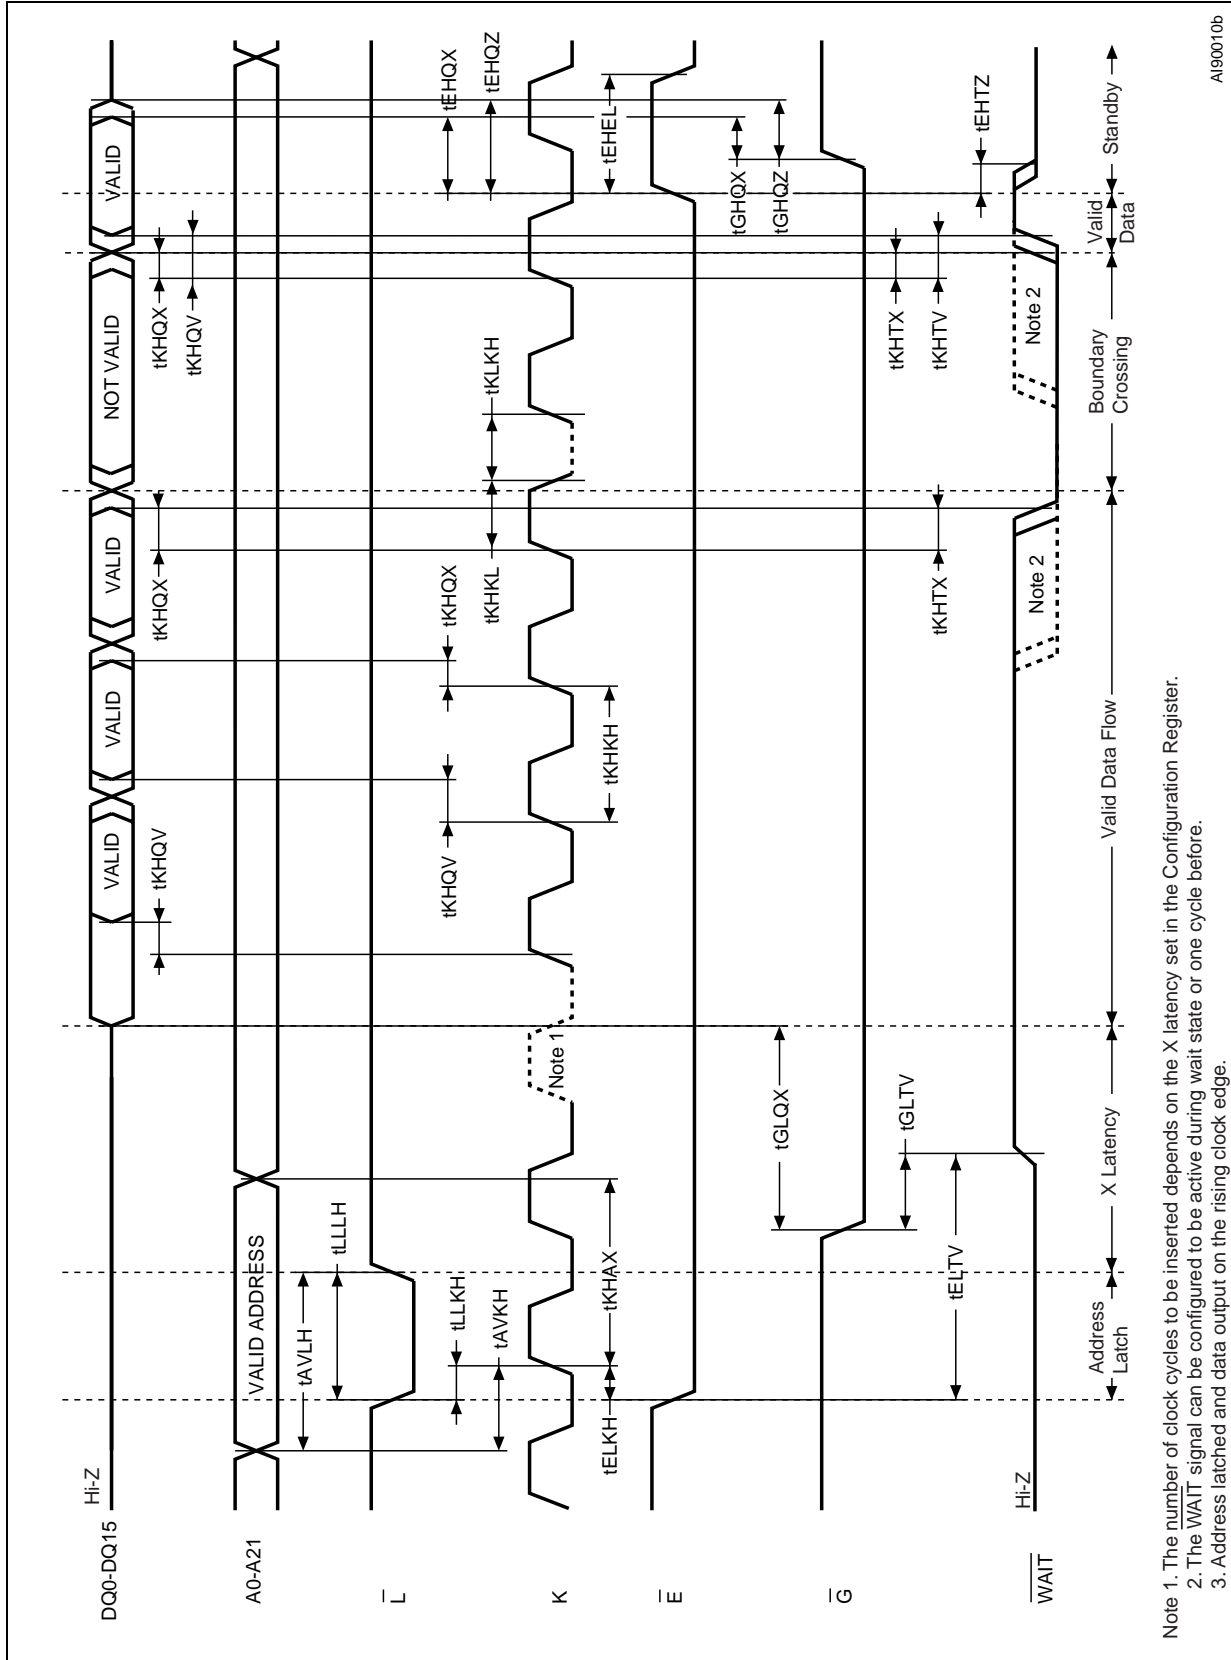 DQ0-DQ15
Hi-Z
VALID
VALID
VALID
NOT VALID
VALID
tKHQV
tKHQX
tKHQX
tKHQV
A0-A21
VALID ADDRESS
tAVLH
tLLLH
L
tLLKH
tAVKH
tKHQV
tKHQX
tEHQX
tEHQZ
K
Note 1
tKHKL
tKLKH
tELKH
tKHAX
tKHKH
tEHEL
E
tGHQX
tGHQZ
tGLQX
G
tGLTV
tELTV
tKHTX
tKHTX
tKHTV
tEHTZ
WAIT
Hi-Z
Note 2
Note 2
Address
Latch
X Latency
Valid Data Flow
Boundary
Crossing
Valid
Data
Standby
Note 1. The number of clock cycles to be inserted depends on the X latency set in the Configuration Register.
2. The WAIT signal can be configured to be active during wait state or one cycle before.
3. Address latched and data output on the rising clock edge.
AI90010b